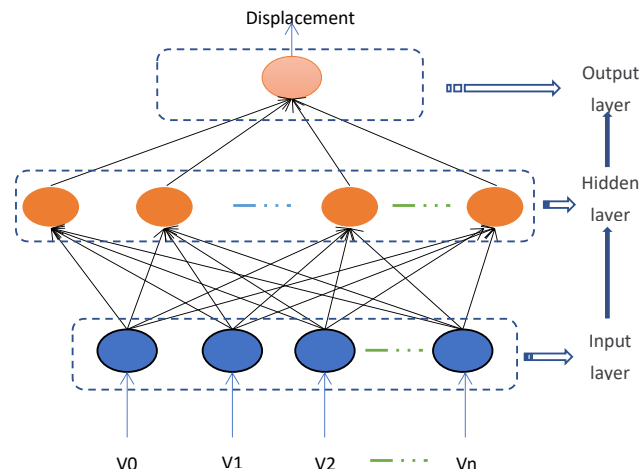 Displacement
Output
layer
Hidden
layer
Input
layer
V0
V1
V2
Vn